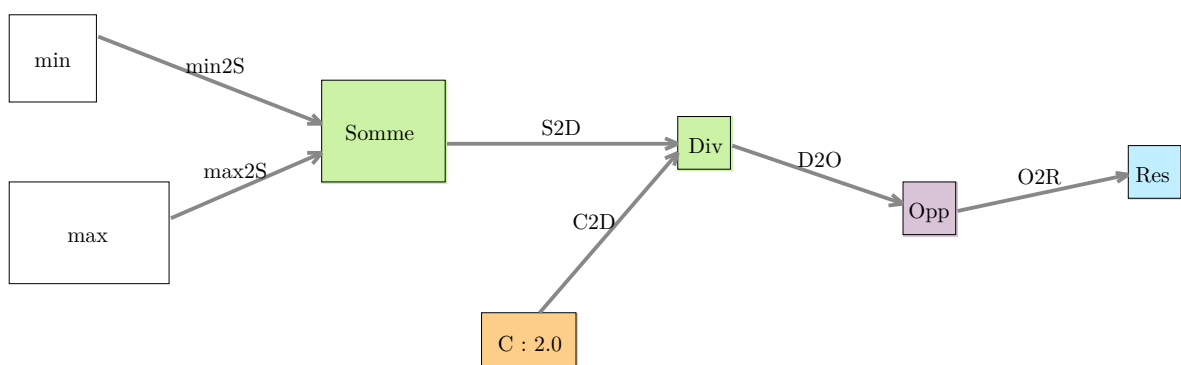 min
min2S
Somme
max2S
max
S2D
Div
C2D
C : 2.0
D2O
Opp
O2R
Res